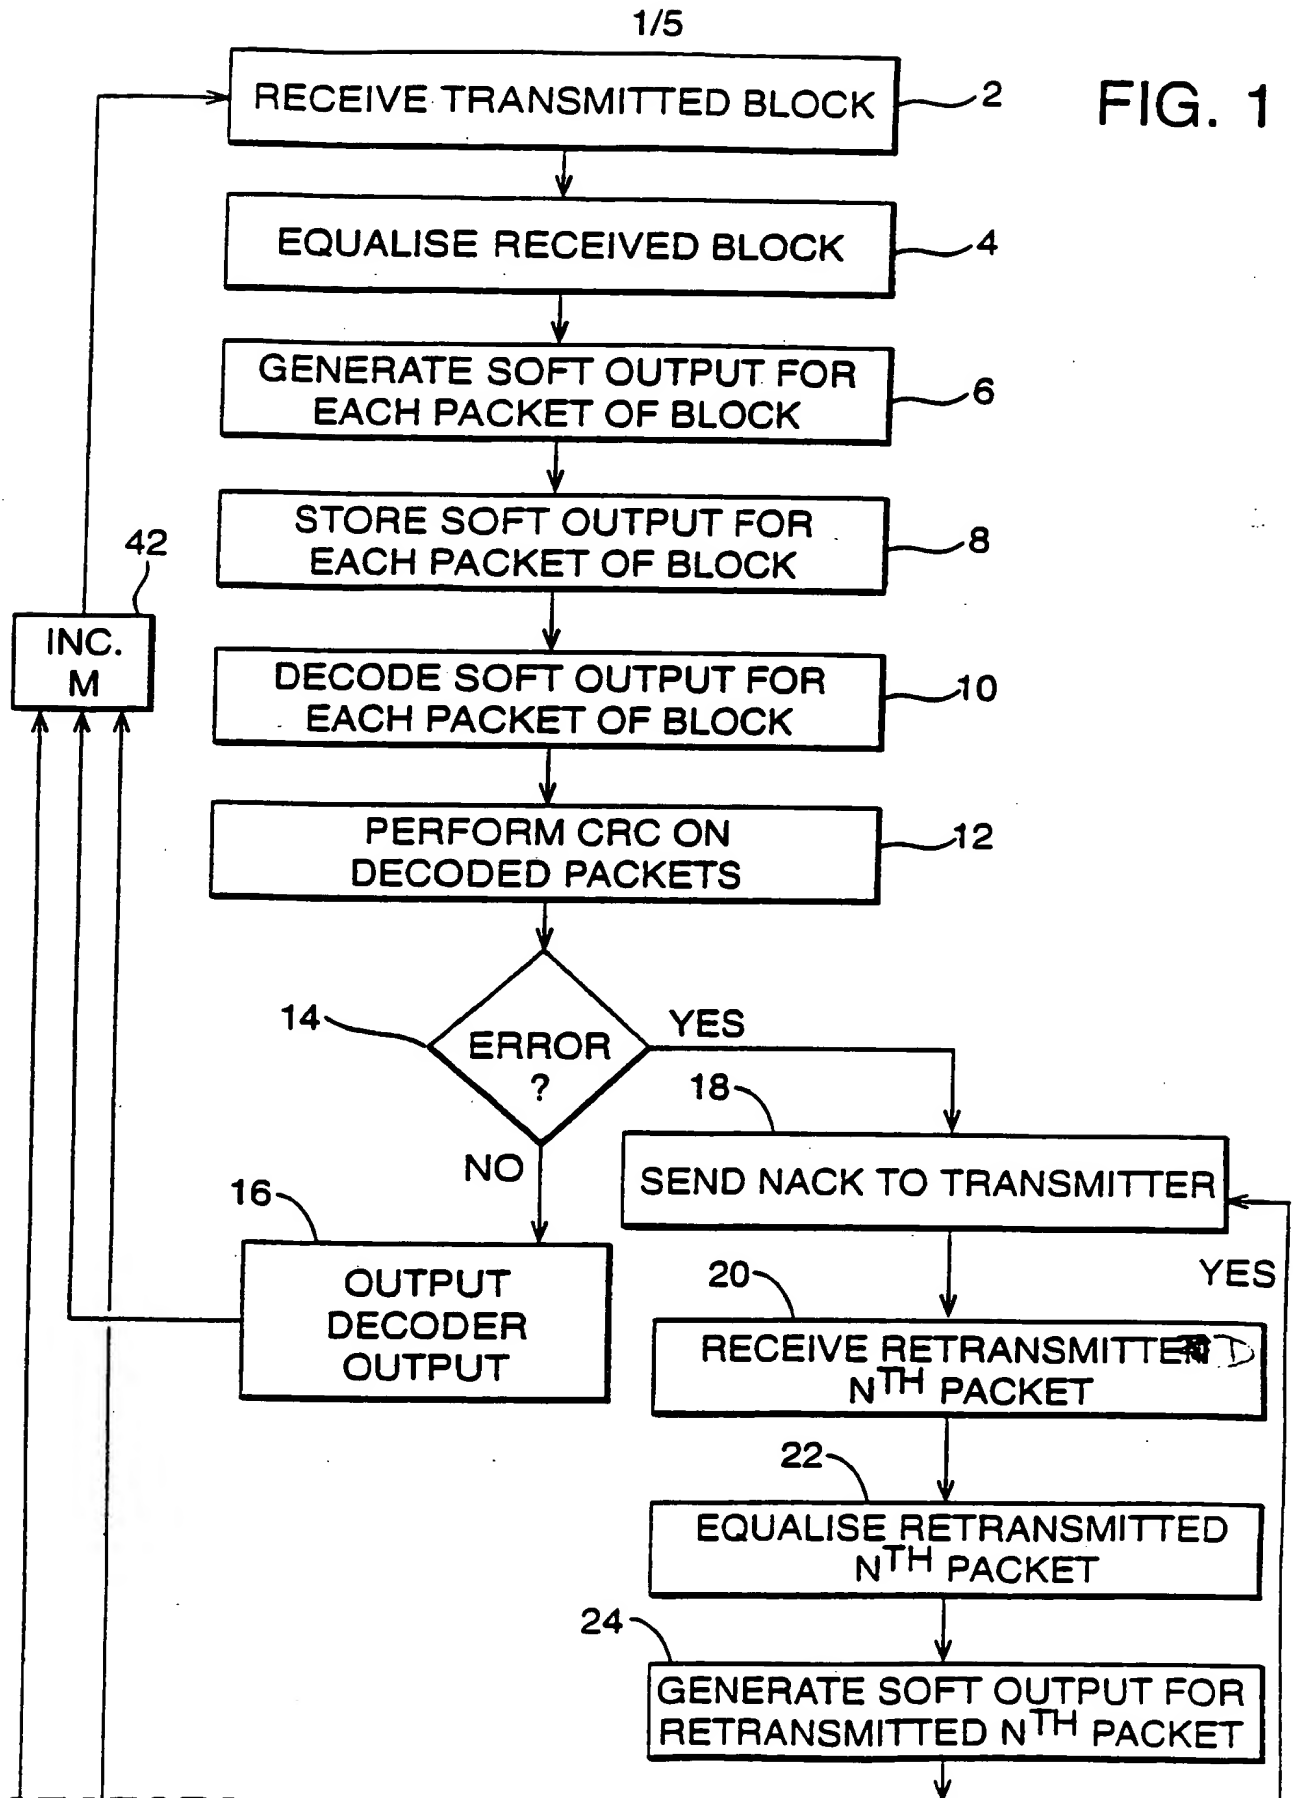 1/5
FIG. 1
RECEIVE TRANSMITTED BLOCK
2
EQUALISE RECEIVED BLOCK
4
GENERATE SOFT OUTPUT FOR
EACH PACKET OF BLOCK
6
STORE SOFT OUTPUT FOR
EACH PACKET OF BLOCK
8
42
INC.
M
DECODE SOFT OUTPUT FOR
EACH PACKET OF BLOCK
10
PERFORM CRC ON
DECODED PACKETS
12
14
ERROR
?
YES
NO
18
SEND NACK TO TRANSMITTER
16
OUTPUT
DECODER
OUTPUT
YES
20
RECEIVE RETRANSMITTED
NTH PACKET
22
EQUALISE RETRANSMITTED
NTH PACKET
24
GENERATE SOFT OUTPUT FOR
RETRANSMITTED NTH PACKET